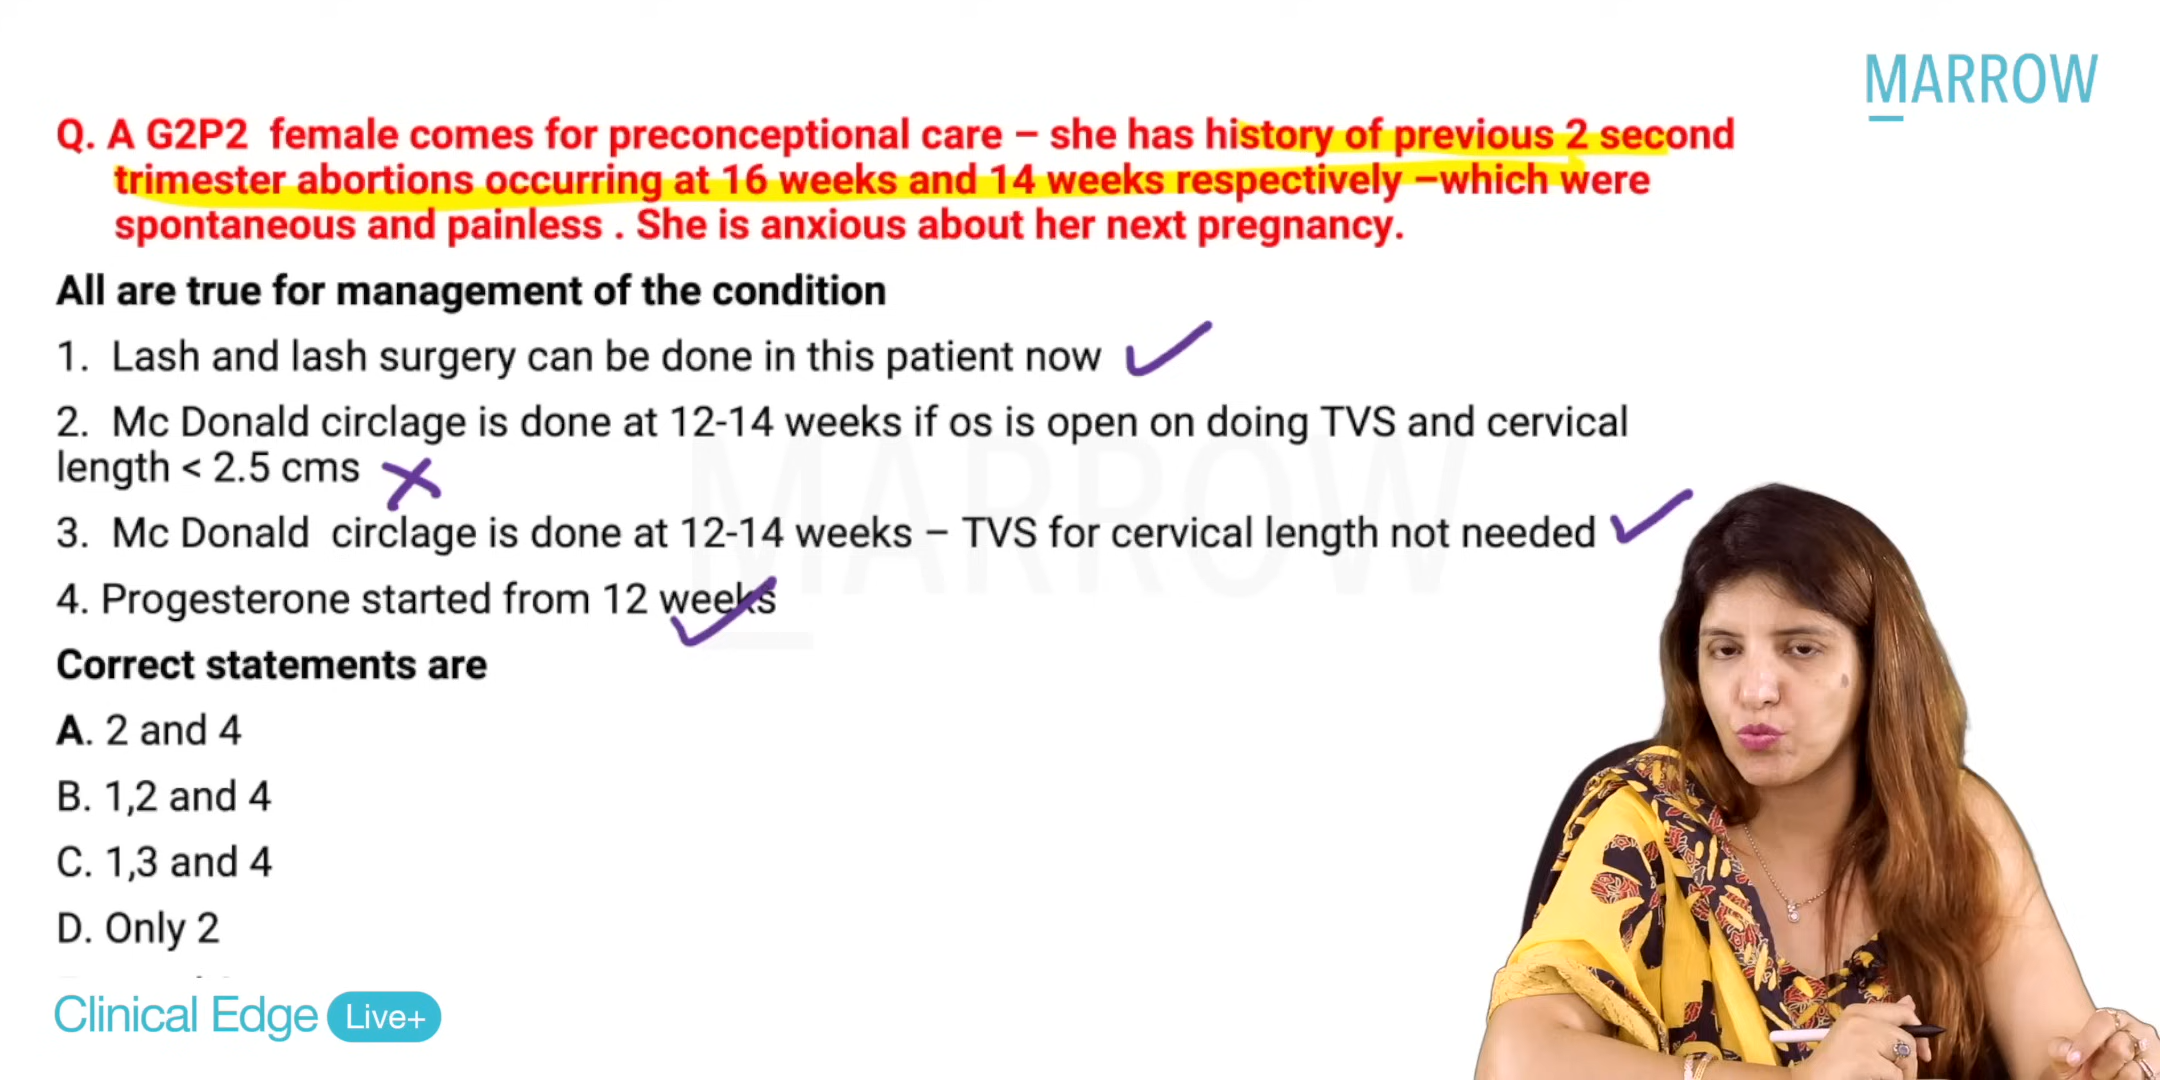 MARROW
Q. A G2P2 female comes for preconceptional care – she has history of previous 2 second
trimester abortions occurring at 16 weeks and 14 weeks respectively –which were
spontaneous and painless . She is anxious about her next pregnancy.
All are true for management of the condition
1. Lash and lash surgery can be done in this patient now
2. Mc Donald circlage is done at 12-14 weeks if os is open on doing TVS and cervical
length < 2.5 cms
3. Mc Donald circlage is done at 12-14 weeks – TVS for cervical length not needed
4. Progesterone started from 12 weeks
MARROW
Correct statements are
A. 2 and 4
B. 1,2 and 4
C. 1,3 and 4
D. Only 2
Clinical Edge Live+